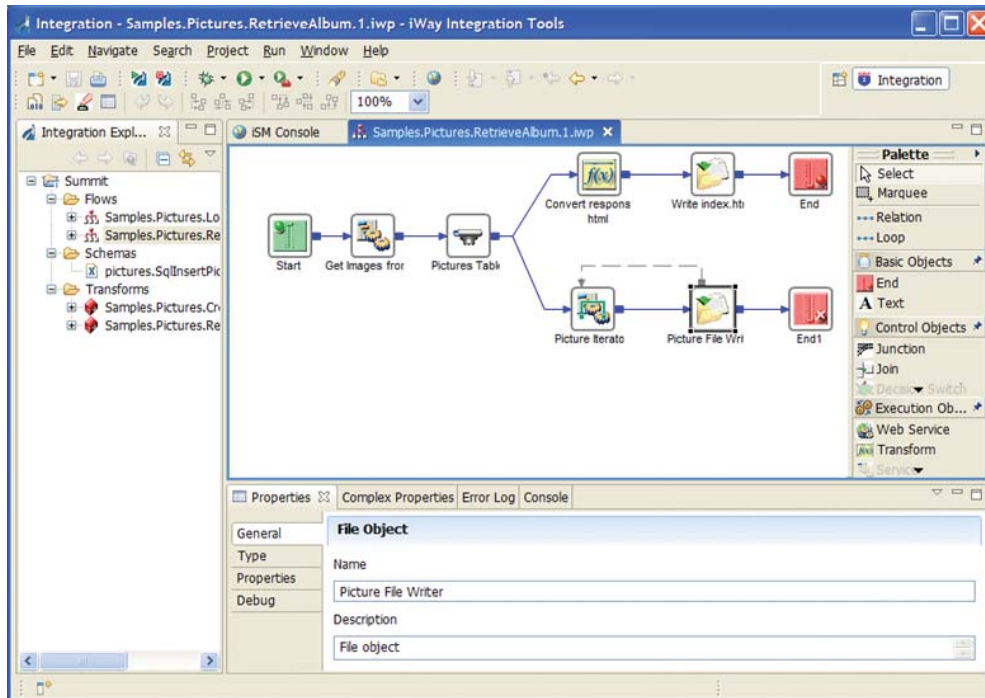 Integration - Samples.Pictures.RetrieveAlbum.1.iwp - iWay Integration Tools
File Edit Navigate Search Project Run Window Help
Integration
100%
Integration Expl...
Summit
Flows
Samples.Pictures.Lo
Samples.Pictures.Re
Schemas
pictures.SqlInsertPic
Transforms
Samples.Pictures.Cr
Samples.Pictures.Re
iSM Console
Samples.Pictures.RetrieveAlbum.1.iwp
f(x)
Convert respons
html
Write index.ht
End
Start
Get Images fror
Pictures Tabl
Picture Iterato
Picture File Wri
End1
Palette
Select
Marquee
Relation
Loop
Basic Objects
End
A Text
Control Objects
Junction
Join
Decision Switch
Execution Ob...
Web Service
Transform
Service
Properties Complex Properties Error Log Console
General
Type
Properties
Debug
File Object
Name
Picture File Writer
Description
File object